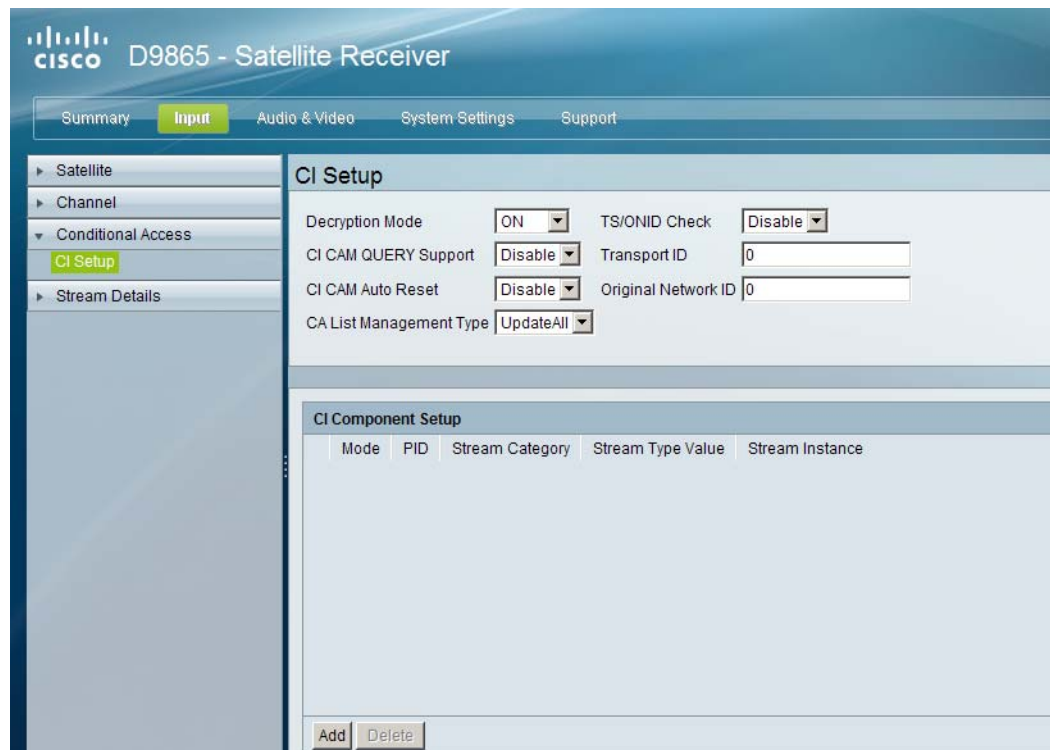 CISCO D9865 - Satellite Receiver
Summary Input Audio & Video System Settings Support
Satellite
Channel
Conditional Access
CI Setup
Stream Details
CI Setup
Decryption Mode ON TS/ONID Check Disable
CI CAM QUERY Support Disable Transport ID 0
CI CAM Auto Reset Disable Original Network ID 0
CA List Management Type UpdateAll
CI Component Setup
Mode PID Stream Category Stream Type Value Stream Instance
Add Delete